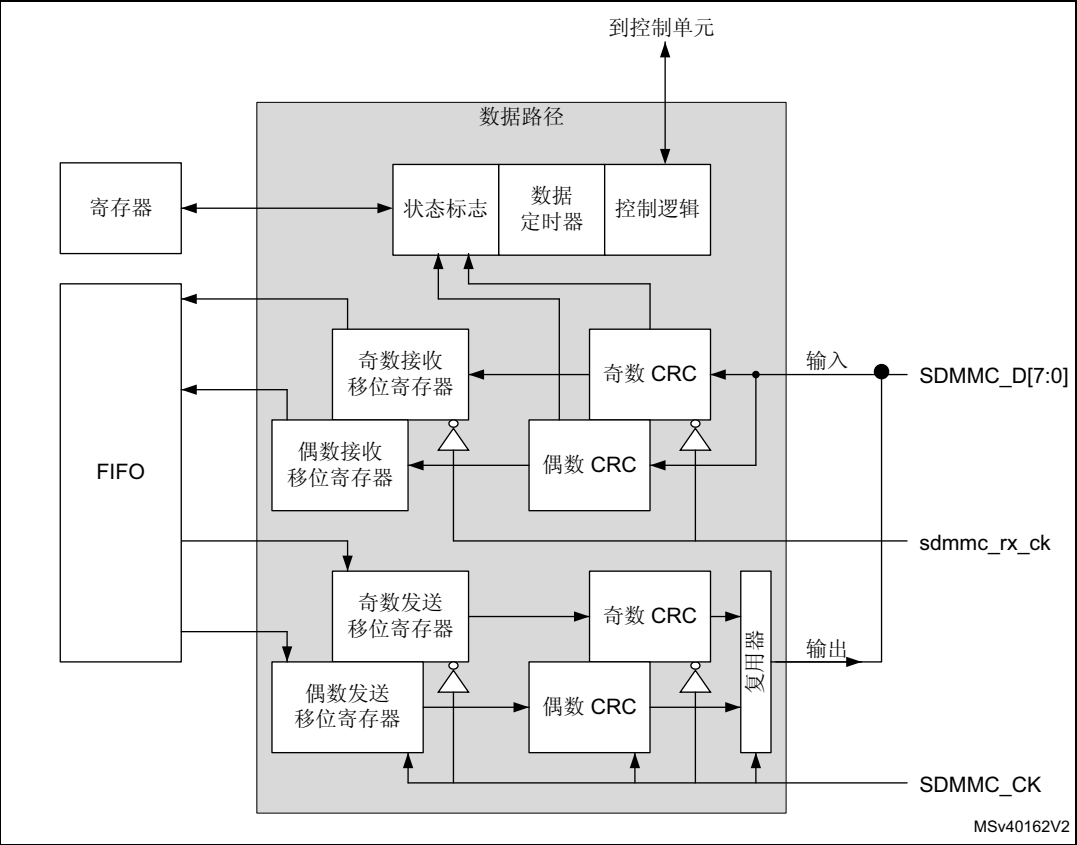 到控制单元
数据路径
寄存器
状态标志
数据
定时器
控制逻辑
FIFO
奇数接收
移位寄存器
奇数 CRC
输入
SDMMC_D[7:0]
偶数接收
移位寄存器
偶数 CRC
sdmmc_rx_ck
奇数发送
移位寄存器
奇数 CRC
复用器
输出
偶数发送
移位寄存器
偶数 CRC
SDMMC_CK
MSv40162V2